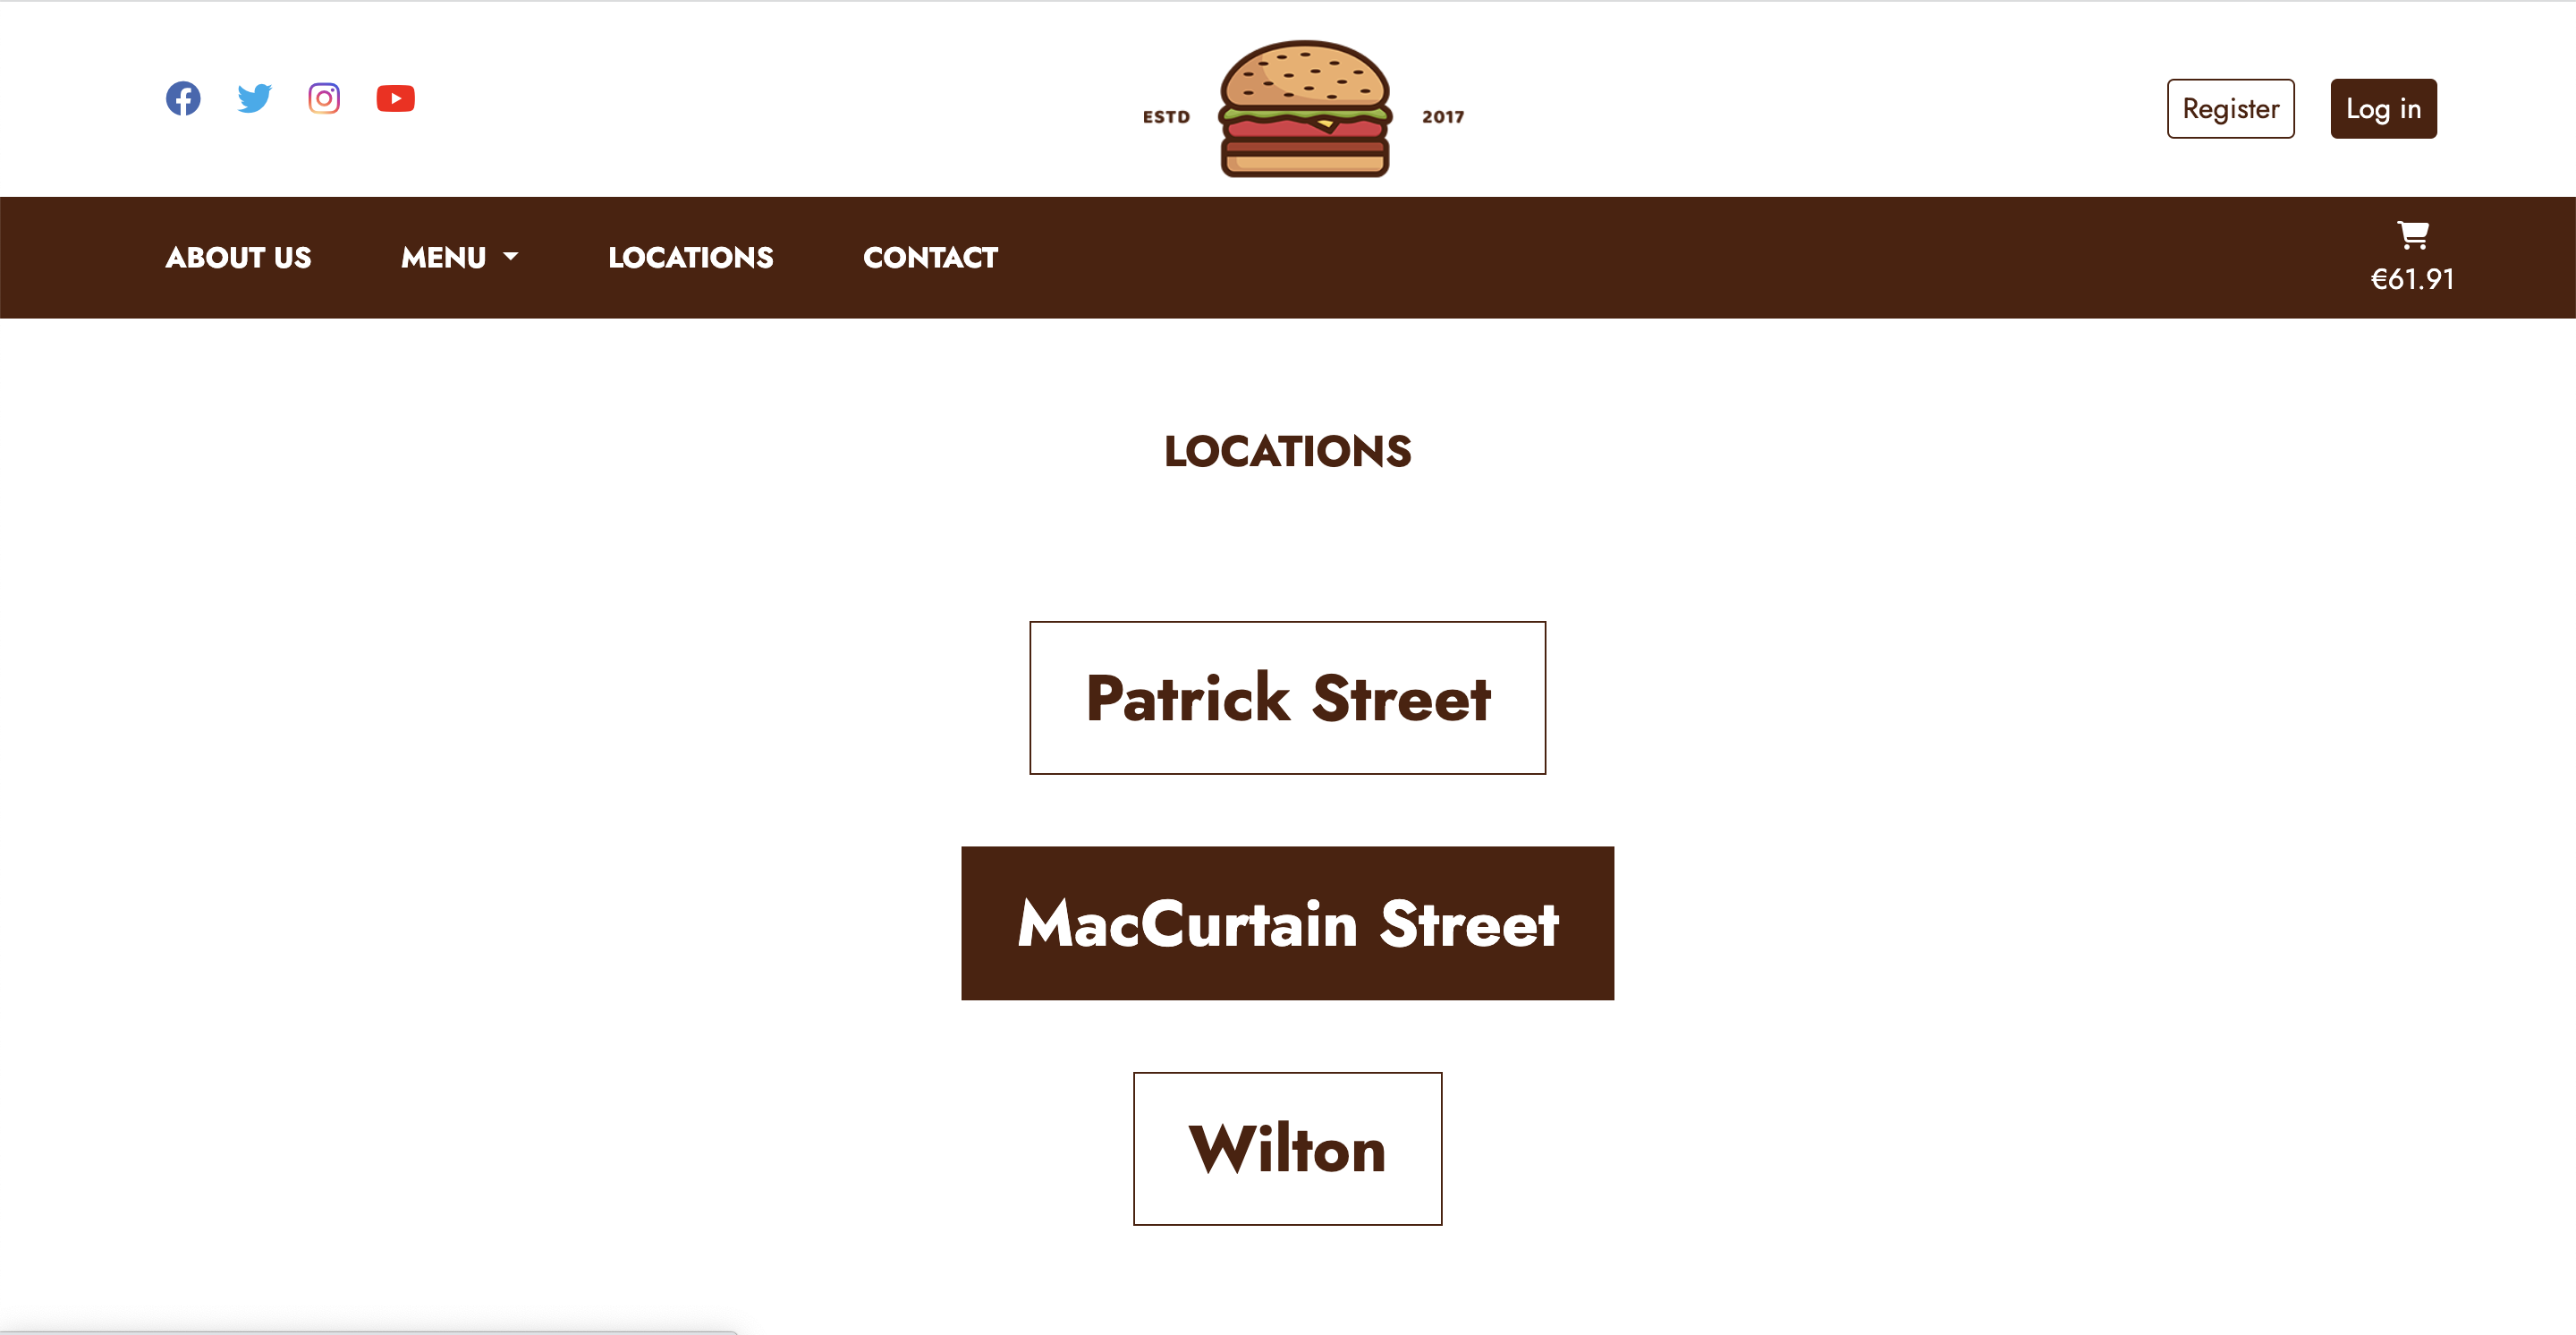 ESTD 2017
Register Log in
ABOUT US MENU LOCATIONS CONTACT
€61.91
LOCATIONS
Patrick Street
MacCurtain Street
Wilton